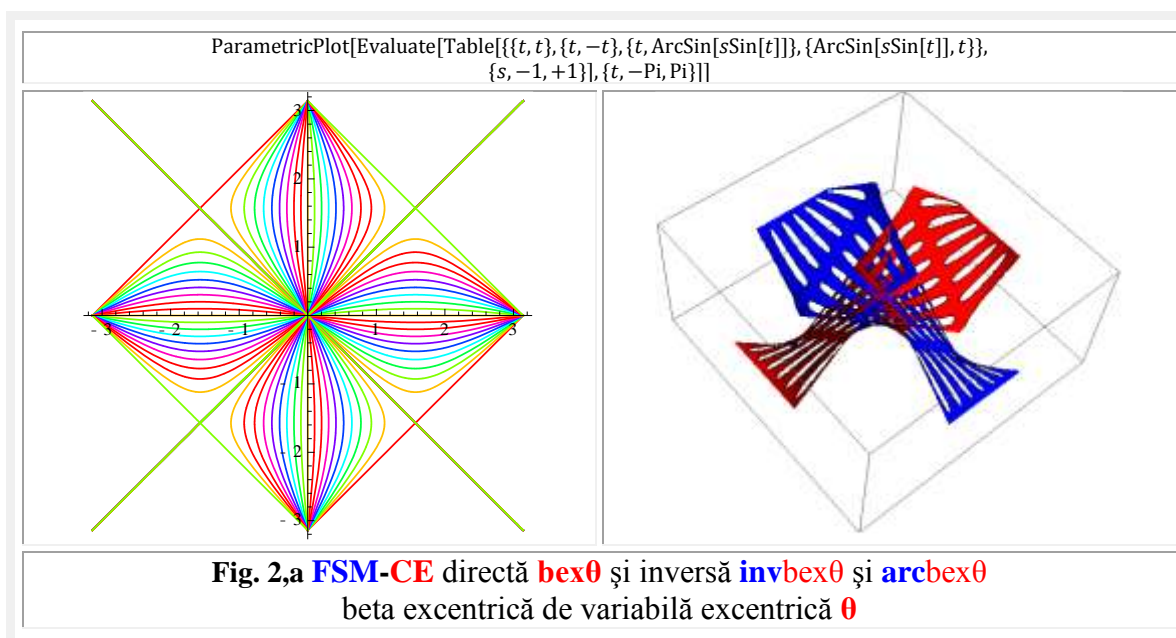 ParametricPlot[Evaluate[Table[{{t, t}, {t, −t}, {t, ArcSin[sSin[t]]}, {ArcSin[sSin[t]], t}},
{s, −1, +1}], {t, −Pi, Pi}]]
3
2
1
- 3 - 2 - 1 1 2 3
- 1
- 2
- 3
Fig. 2,a FSM-CE directă bexθ şi inversă invbexθ şi arcbexθ
beta excentrică de variabilă excentrică θ